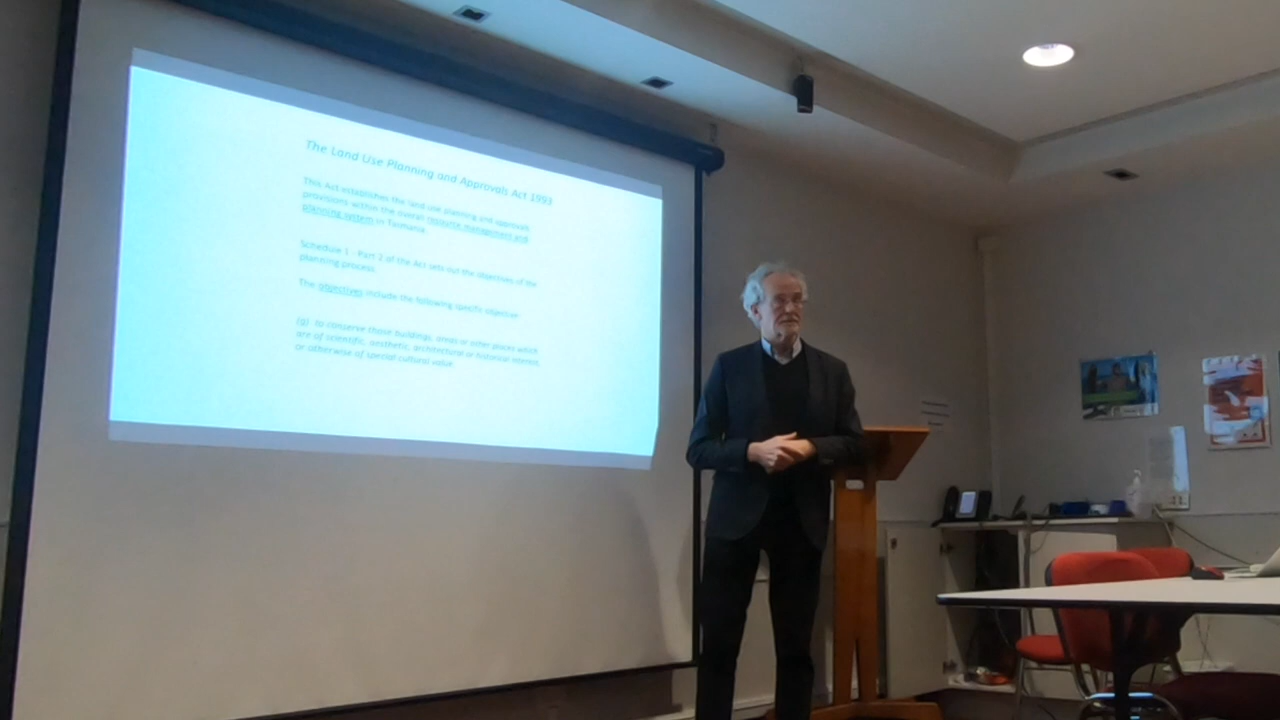 The Land Use Planning and Approvals Act 1993
This Act establishes the land use planning and approvals
provisions within the overall resource management and
planning system in Tasmania.
Schedule 1 - Part 1 of the Act sets out the objectives of the
planning process.
The objectives include the following specific objective:
(g) to conserve those buildings, areas or other places which
are of scientific, aesthetic, architectural or historical interest,
or otherwise of special cultural value.